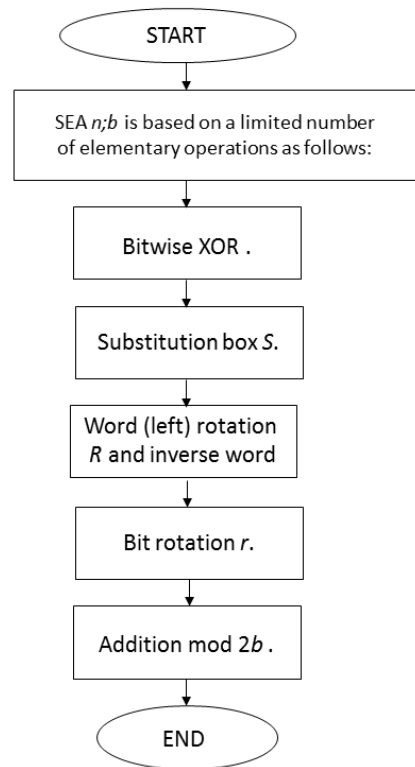 START
SEA n;b is based on a limited number
of elementary operations as follows:
Bitwise XOR .
Substitution box S.
Word (left) rotation
R and inverse word
Bit rotation r.
Addition mod 2b .
END